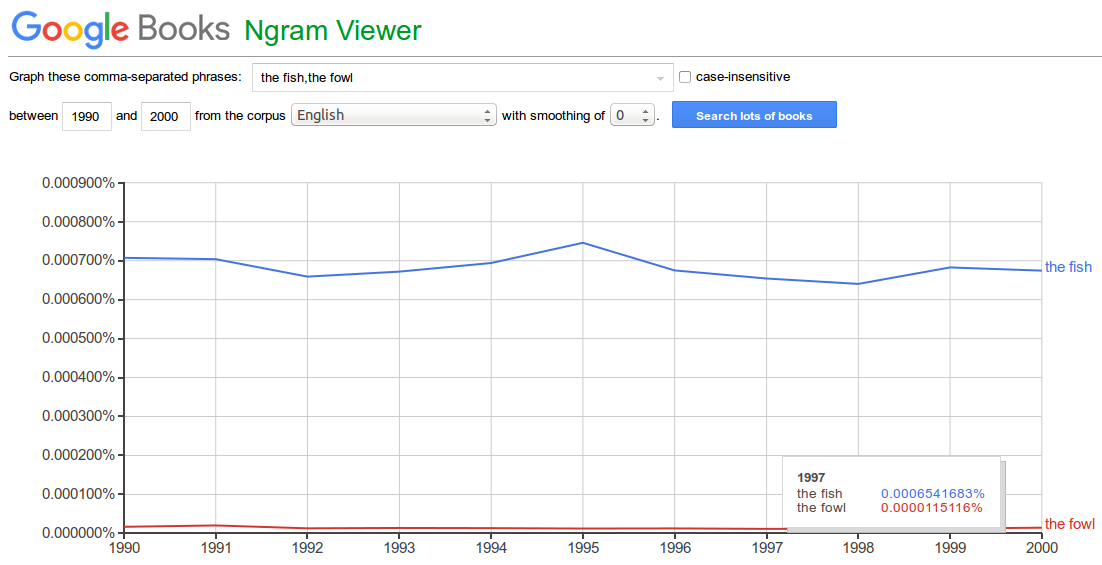 Google Books Ngram Viewer
Graph these comma-separated phrases: the fish,the fowl case-insensitive
between 1990 and 2000 from the corpus English with smoothing of 0 . Search lots of books
0.000900%
0.000800%
0.000700%
the fish
0.000600%
0.000500%
0.000400%
0.000300%
0.000200%
1997
the fish 0.0006541683%
the fowl 0.0000115116%
0.000100%
the fowl
0.000000%
1990 1991 1992 1993 1994 1995 1996 1997 1998 1999 2000